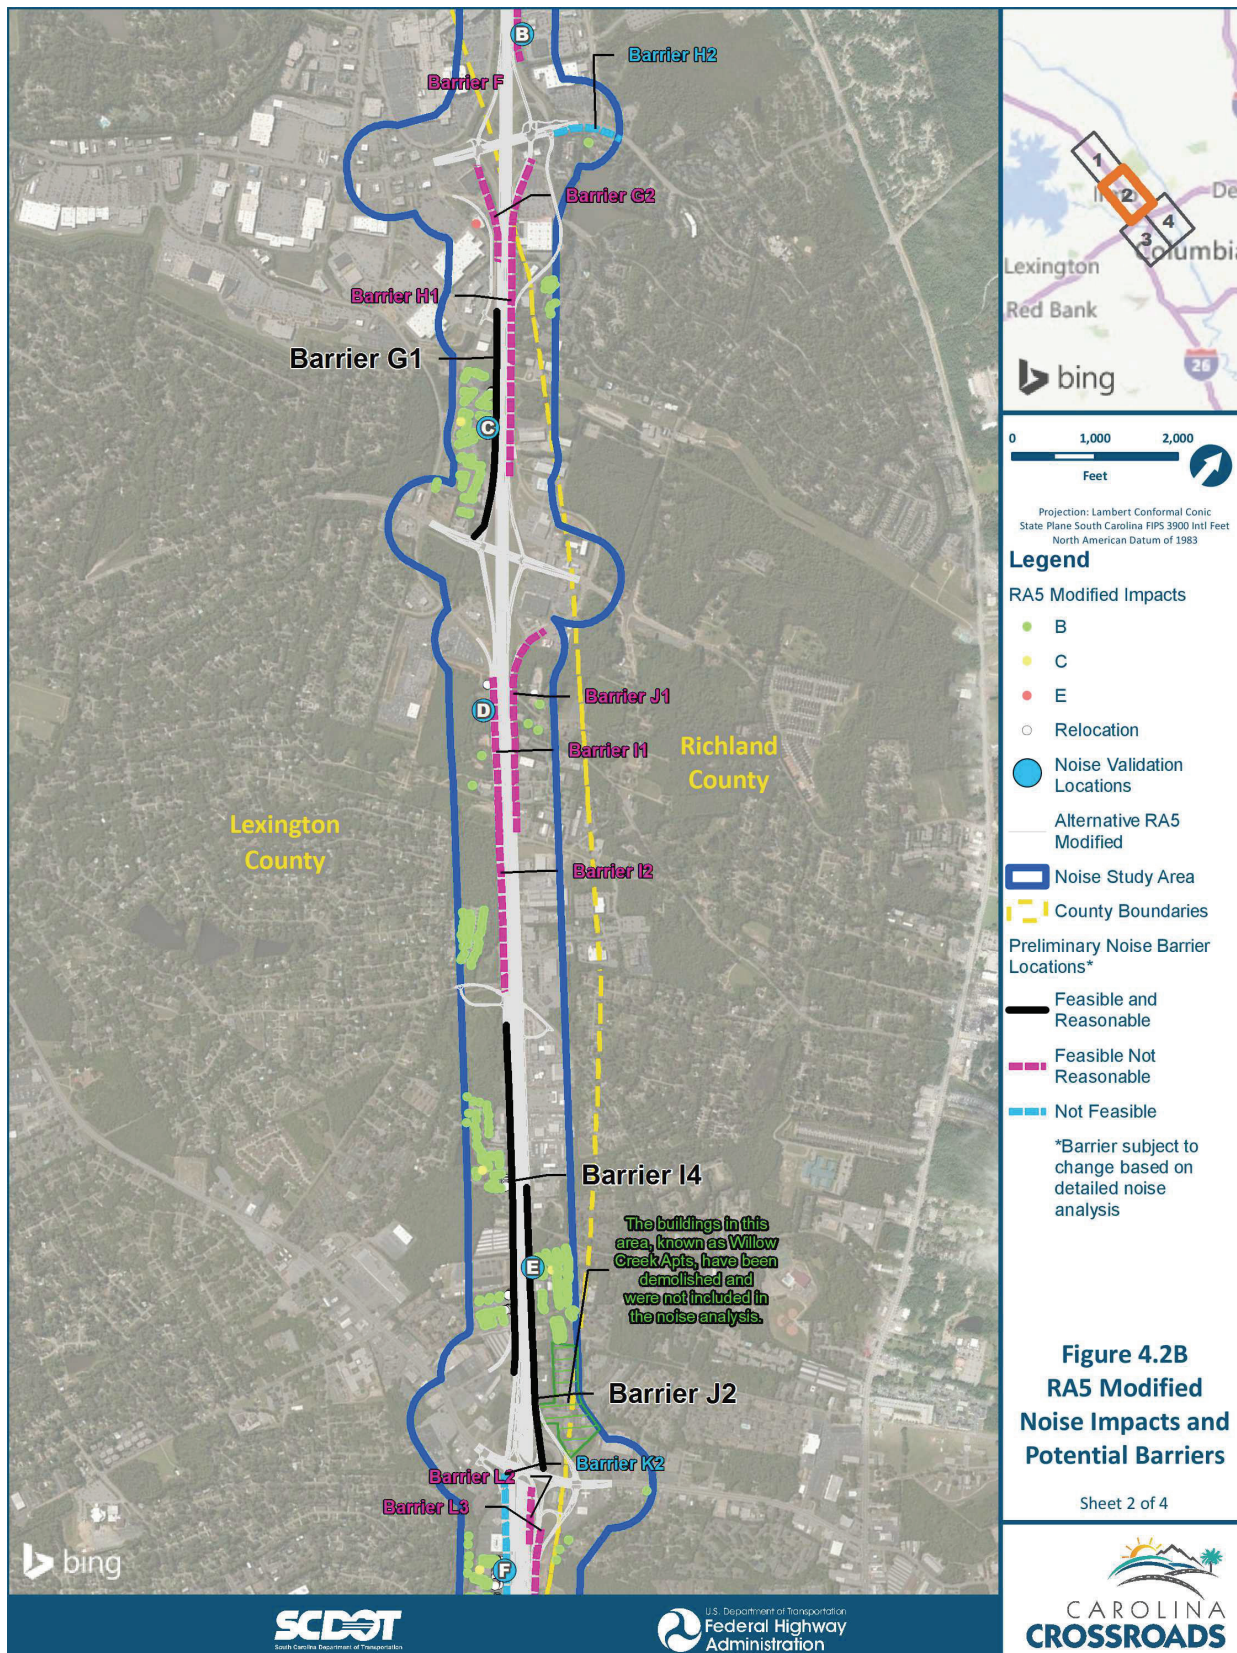 B
Barrier H2
Barrier F
Barrier G2
Barrier H1
Barrier G1
C
Barrier J1
D
Barrier I1
Richland
County
Lexington
County
Barrier I2
Barrier I4
The buildings in this
area, known as Willow
Creek Apts, have been
demolished and
were not included in
the noise analysis.
E
Barrier J2
Barrier K2
Barrier L2
Barrier L3
F
bing
1
2
3
4
Columbia
Lexington
Red Bank
26
bing
0 1,000 2,000
Feet
Projection: Lambert Conformal Conic
State Plane South Carolina FIPS 3900 Intl Feet
North American Datum of 1983
Legend
RA5 Modified Impacts
B
C
E
Relocation
Noise Validation
Locations
Alternative RA5
Modified
Noise Study Area
County Boundaries
Preliminary Noise Barrier
Locations*
Feasible and
Reasonable
Feasible Not
Reasonable
Not Feasible
*Barrier subject to
change based on
detailed noise
analysis
Figure 4.2B
RA5 Modified
Noise Impacts and
Potential Barriers
Sheet 2 of 4
CAROLINA
CROSSROADS
SCDOT
South Carolina Department of Transportation
U.S. Department of Transportation
Federal Highway
Administration